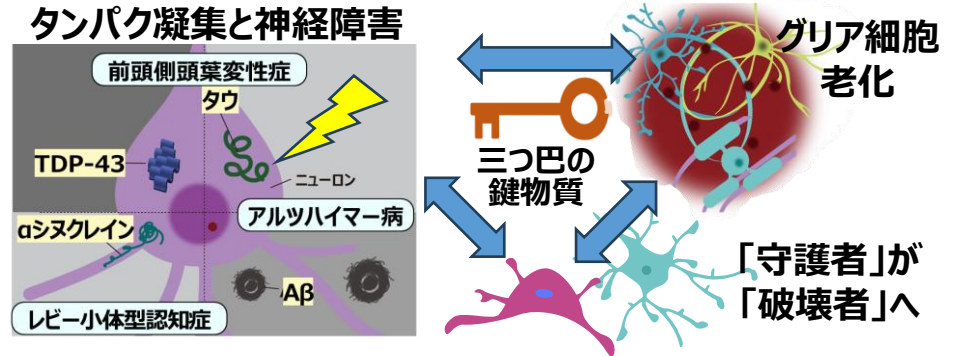 タンパク凝集と神経障害
前頭側頭葉変性症
タウ
TDP-43
ニューロン
アルツハイマー病
αシヌクレイン
Aβ
レビー小体型認知症
グリア細胞
老化
三つ巴の
鍵物質
「守護者」が
「破壊者」へ